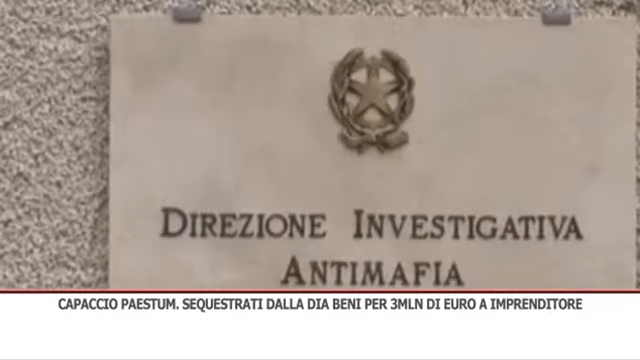 DIREZIONE INVESTIGATIVA
ANTIMAFIA
CAPACCIO PAESTUM. SEQUESTRATI DALLA DIA BENI PER 3MLN DI EURO A IMPRENDITORE